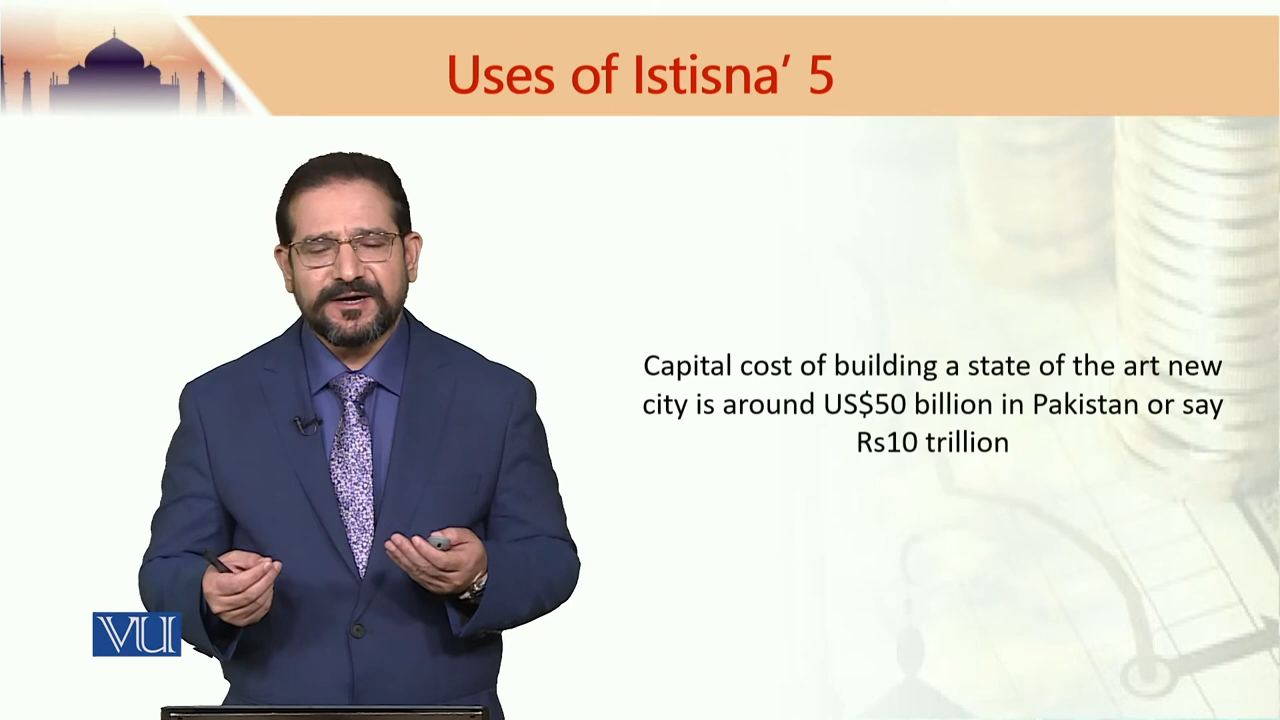 Uses of Istisna’ 5
Capital cost of building a state of the art new
city is around US$50 billion in Pakistan or say
Rs10 trillion
VU